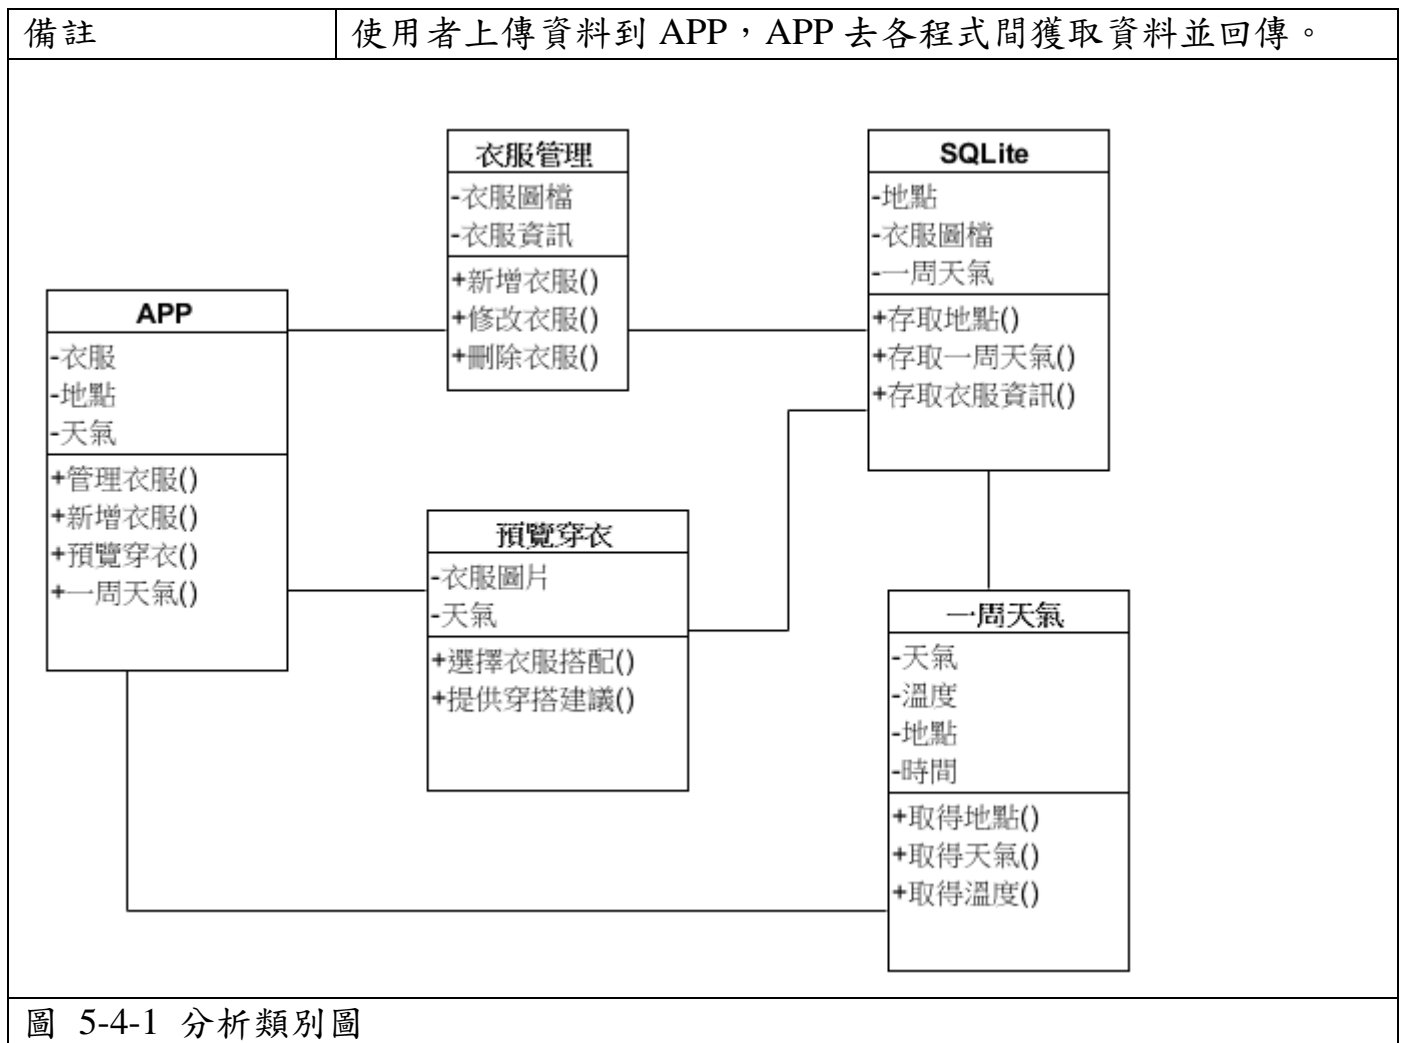 備註
使用者上傳資料到 APP，APP 去各程式間獲取資料並回傳。
衣服管理
-衣服圖檔
-衣服資訊
+新增衣服()
+修改衣服()
+刪除衣服()
SQLite
-地點
-衣服圖檔
-一周天氣
+存取地點()
+存取一周天氣()
+存取衣服資訊()
APP
-衣服
-地點
-天氣
+管理衣服()
+新增衣服()
+預覽穿衣()
+一周天氣()
預覽穿衣
-衣服圖片
-天氣
+選擇衣服搭配()
+提供穿搭建議()
一周天氣
-天氣
-溫度
-地點
-時間
+取得地點()
+取得天氣()
+取得溫度()
圖 5-4-1 分析類別圖